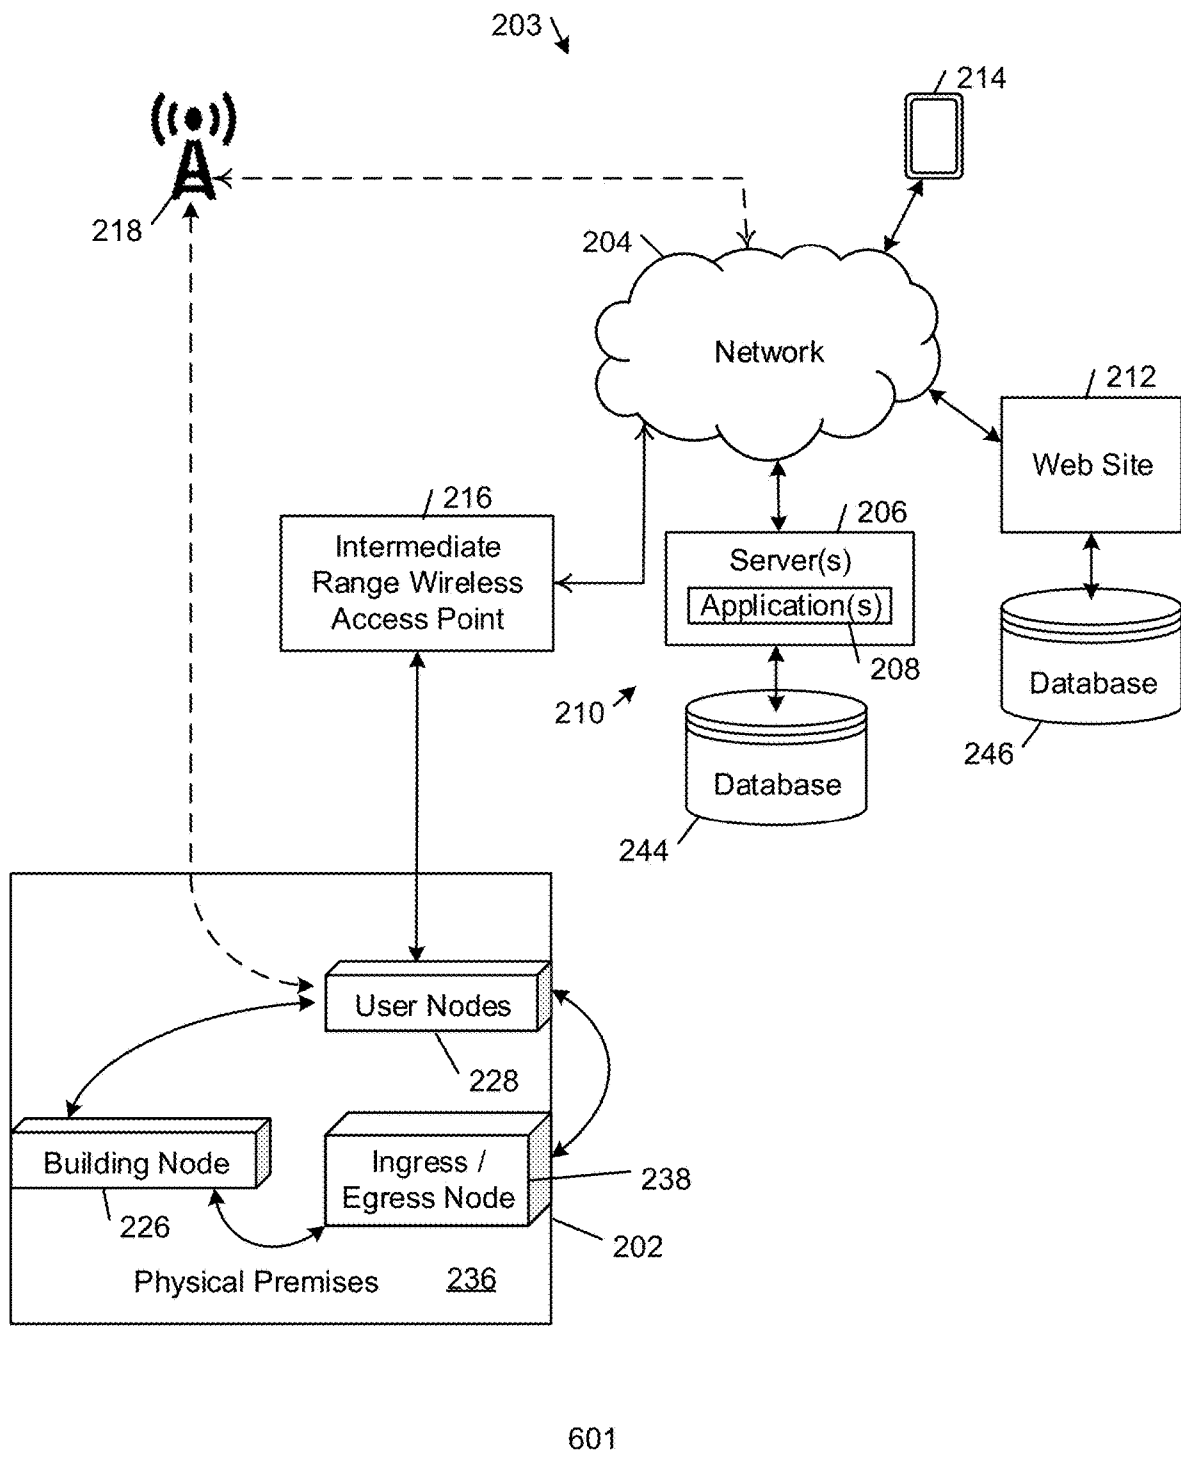 203
214
218
204
Network
212
Web Site
216
Intermediate
Range Wireless
Access Point
206
Server(s)
Application(s)
208
210
Database
246
Database
244
User Nodes
228
Building Node
226
Ingress /
Egress Node
238
202
Physical Premises 236
601